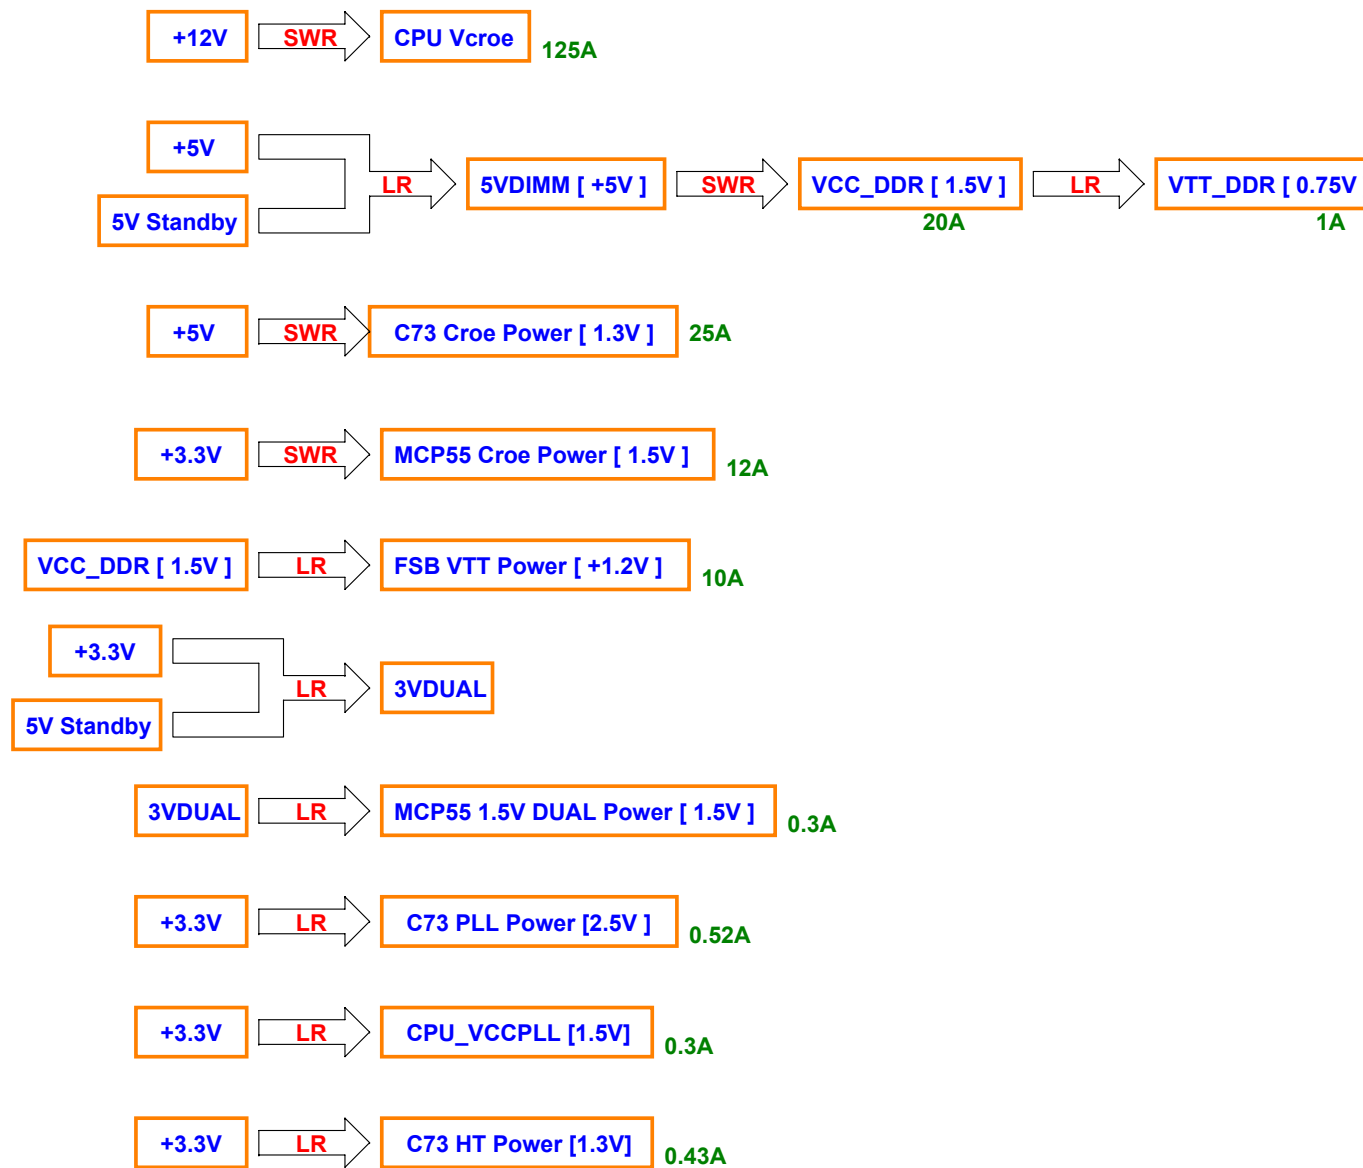 +12V SWR CPU Vcroe 125A
+5V
LR 5VDIMM [ +5V ] SWR VCC_DDR [ 1.5V ] LR VTT_DDR [ 0.75V
5V Standby 20A 1A
+5V SWR C73 Croe Power [ 1.3V ] 25A
+3.3V SWR MCP55 Croe Power [ 1.5V ] 12A
VCC_DDR [ 1.5V ] LR FSB VTT Power [ +1.2V ] 10A
+3.3V
LR 3VDUAL
5V Standby
3VDUAL LR MCP55 1.5V DUAL Power [ 1.5V ] 0.3A
+3.3V LR C73 PLL Power [2.5V ] 0.52A
+3.3V LR CPU_VCCPLL [1.5V] 0.3A
+3.3V LR C73 HT Power [1.3V] 0.43A